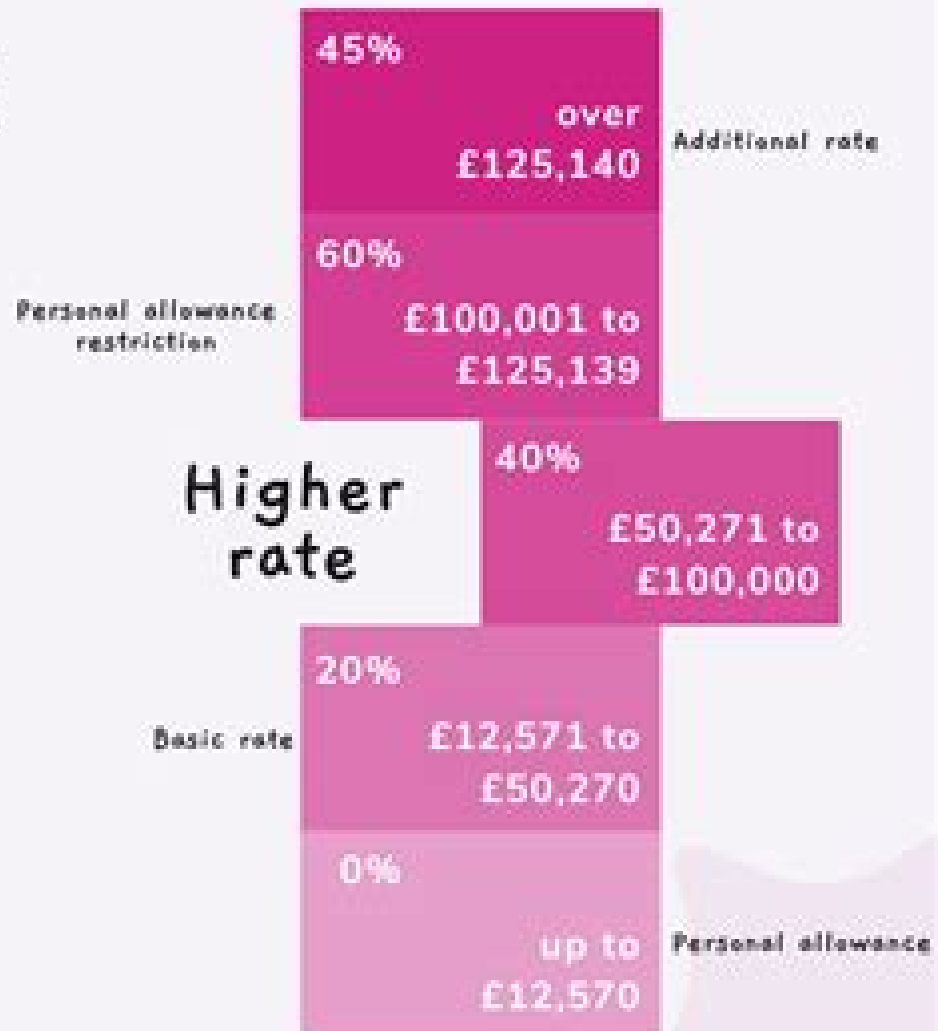 45%
over
£125,140
Additional rate
60%
£100,001 to
£125,139
Personal allowance
restriction
Higher
rate
40%
£50,271 to
£100,000
20%
£12,571 to
£50,270
Basic rate
0%
up to
£12,570
Personal allowance